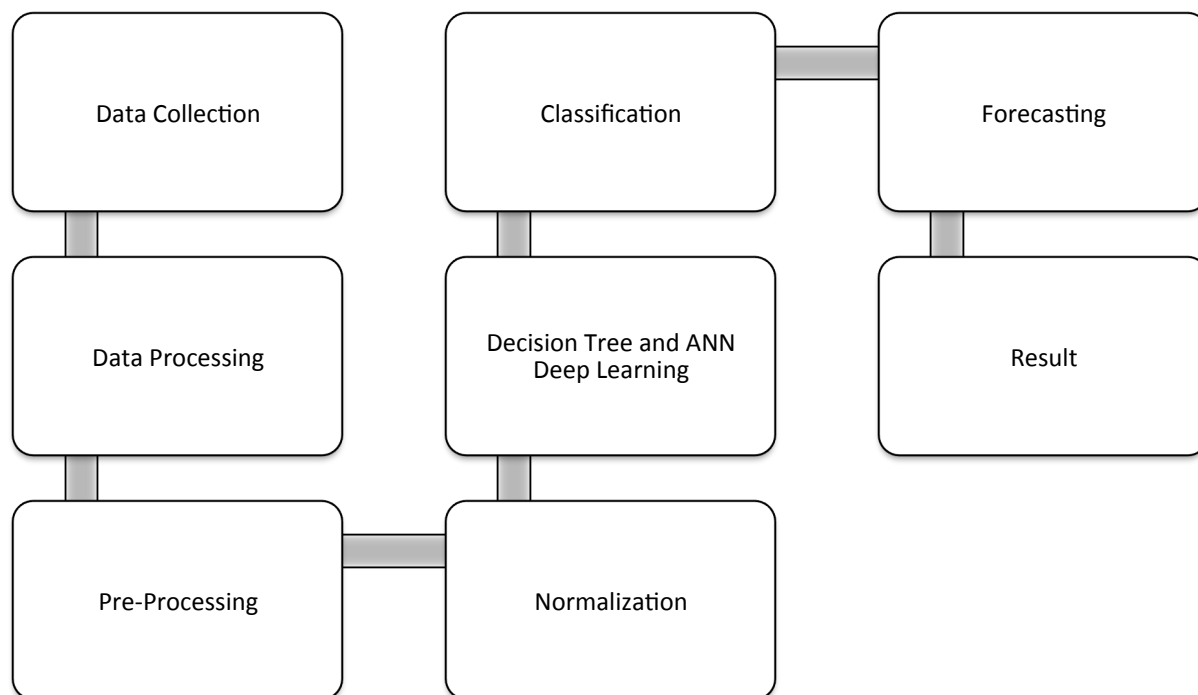 Data Collection
Data Processing
Pre-Processing
Normalization
Decision Tree and ANN
Deep Learning
Classification
Forecasting
Result